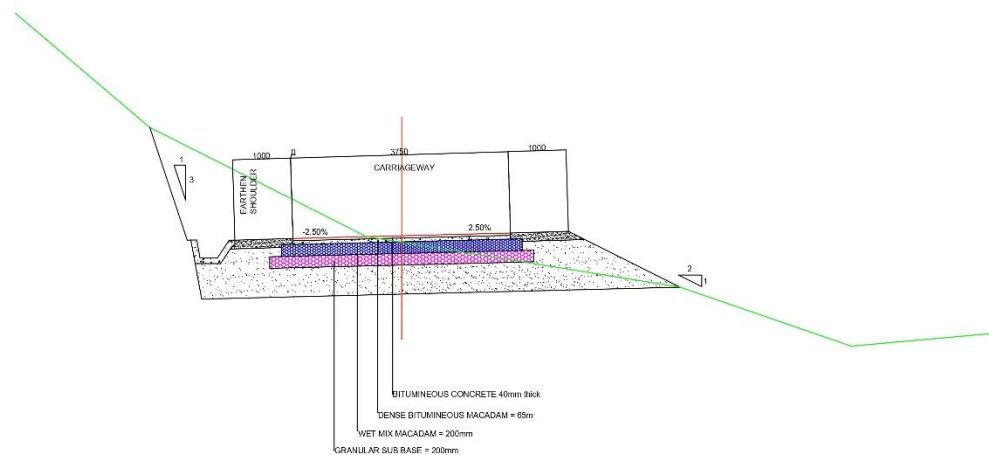 1000
0
3750
1000
CARRIAGEWAY
1
3
EARTHEN
SHOULDER
-2.50%
2.50%
2
1
BITUMINEOUS CONCRETE 40mm thick
DENSE BITUMINEOUS MACADAM = 65m
WET MIX MACADAM = 200mm
GRANULAR SUB BASE = 200mm